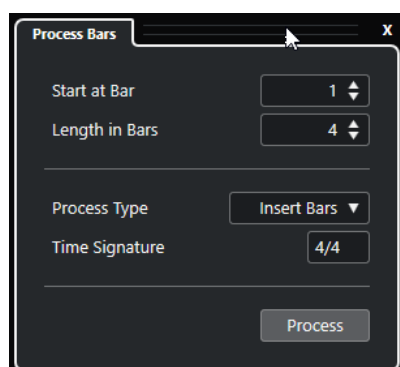 Process Bars x
Start at Bar 1
Length in Bars 4
Process Type Insert Bars
Time Signature 4/4
Process